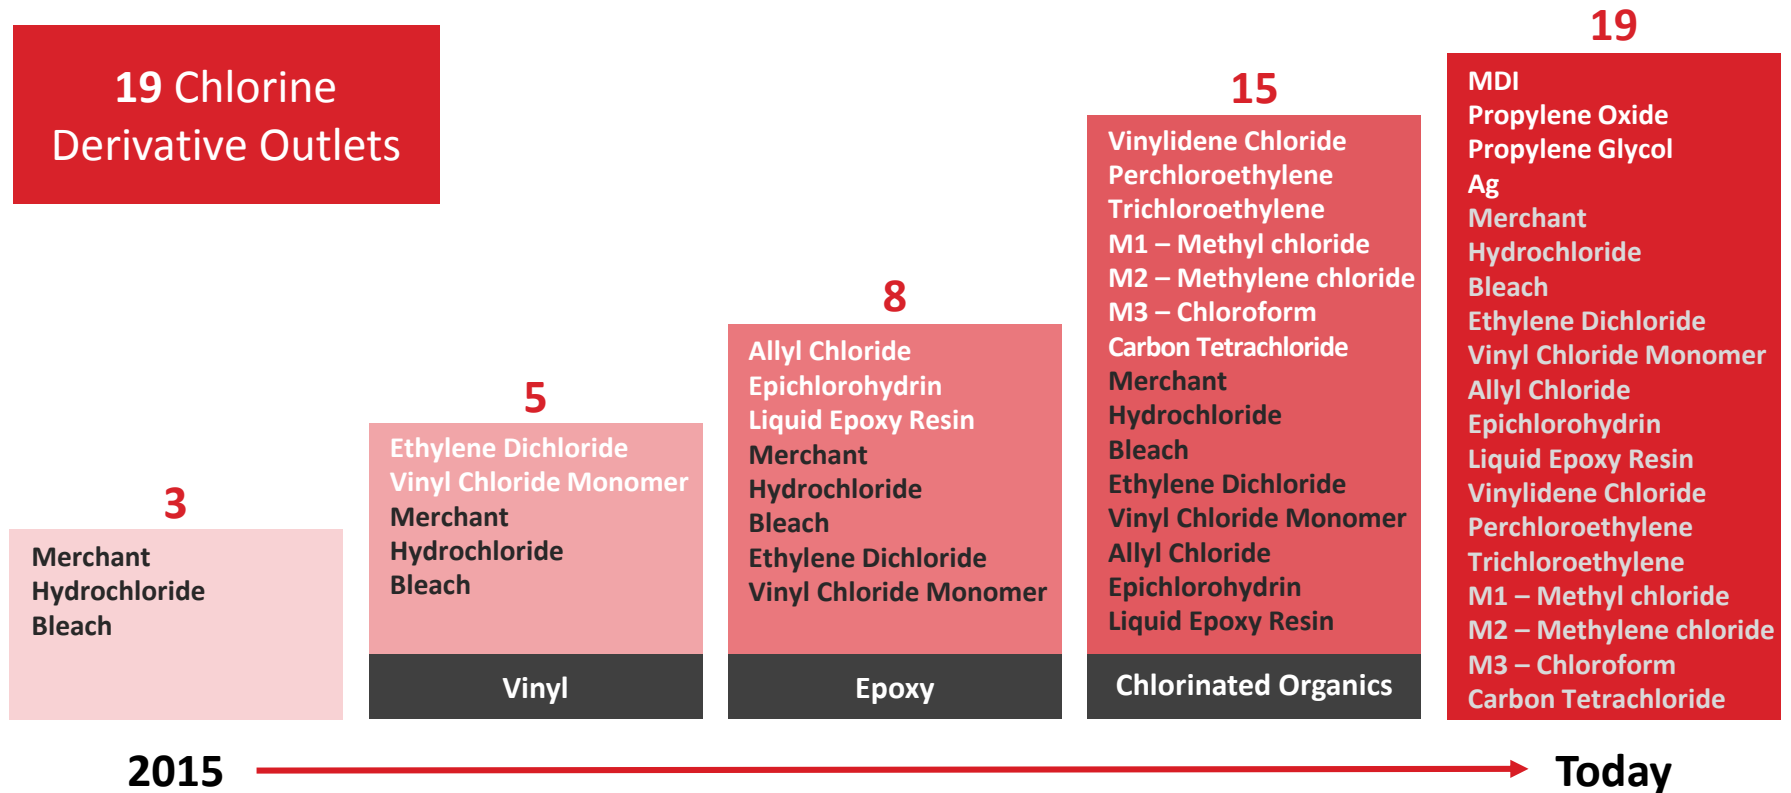 19 Chlorine
Derivative Outlets
3
Merchant
Hydrochloride
Bleach
5
Ethylene Dichloride
Vinyl Chloride Monomer
Merchant
Hydrochloride
Bleach
Vinyl
8
Allyl Chloride
Epichlorohydrin
Liquid Epoxy Resin
Merchant
Hydrochloride
Bleach
Ethylene Dichloride
Vinyl Chloride Monomer
Epoxy
15
Vinylidene Chloride
Perchloroethylene
Trichloroethylene
M1 – Methyl chloride
M2 – Methylene chloride
M3 – Chloroform
Carbon Tetrachloride
Merchant
Hydrochloride
Bleach
Ethylene Dichloride
Vinyl Chloride Monomer
Allyl Chloride
Epichlorohydrin
Liquid Epoxy Resin
Chlorinated Organics
19
MDI
Propylene Oxide
Propylene Glycol
Ag
Merchant
Hydrochloride
Bleach
Ethylene Dichloride
Vinyl Chloride Monomer
Allyl Chloride
Epichlorohydrin
Liquid Epoxy Resin
Vinylidene Chloride
Perchloroethylene
Trichloroethylene
M1 – Methyl chloride
M2 – Methylene chloride
M3 – Chloroform
Carbon Tetrachloride
2015
Today